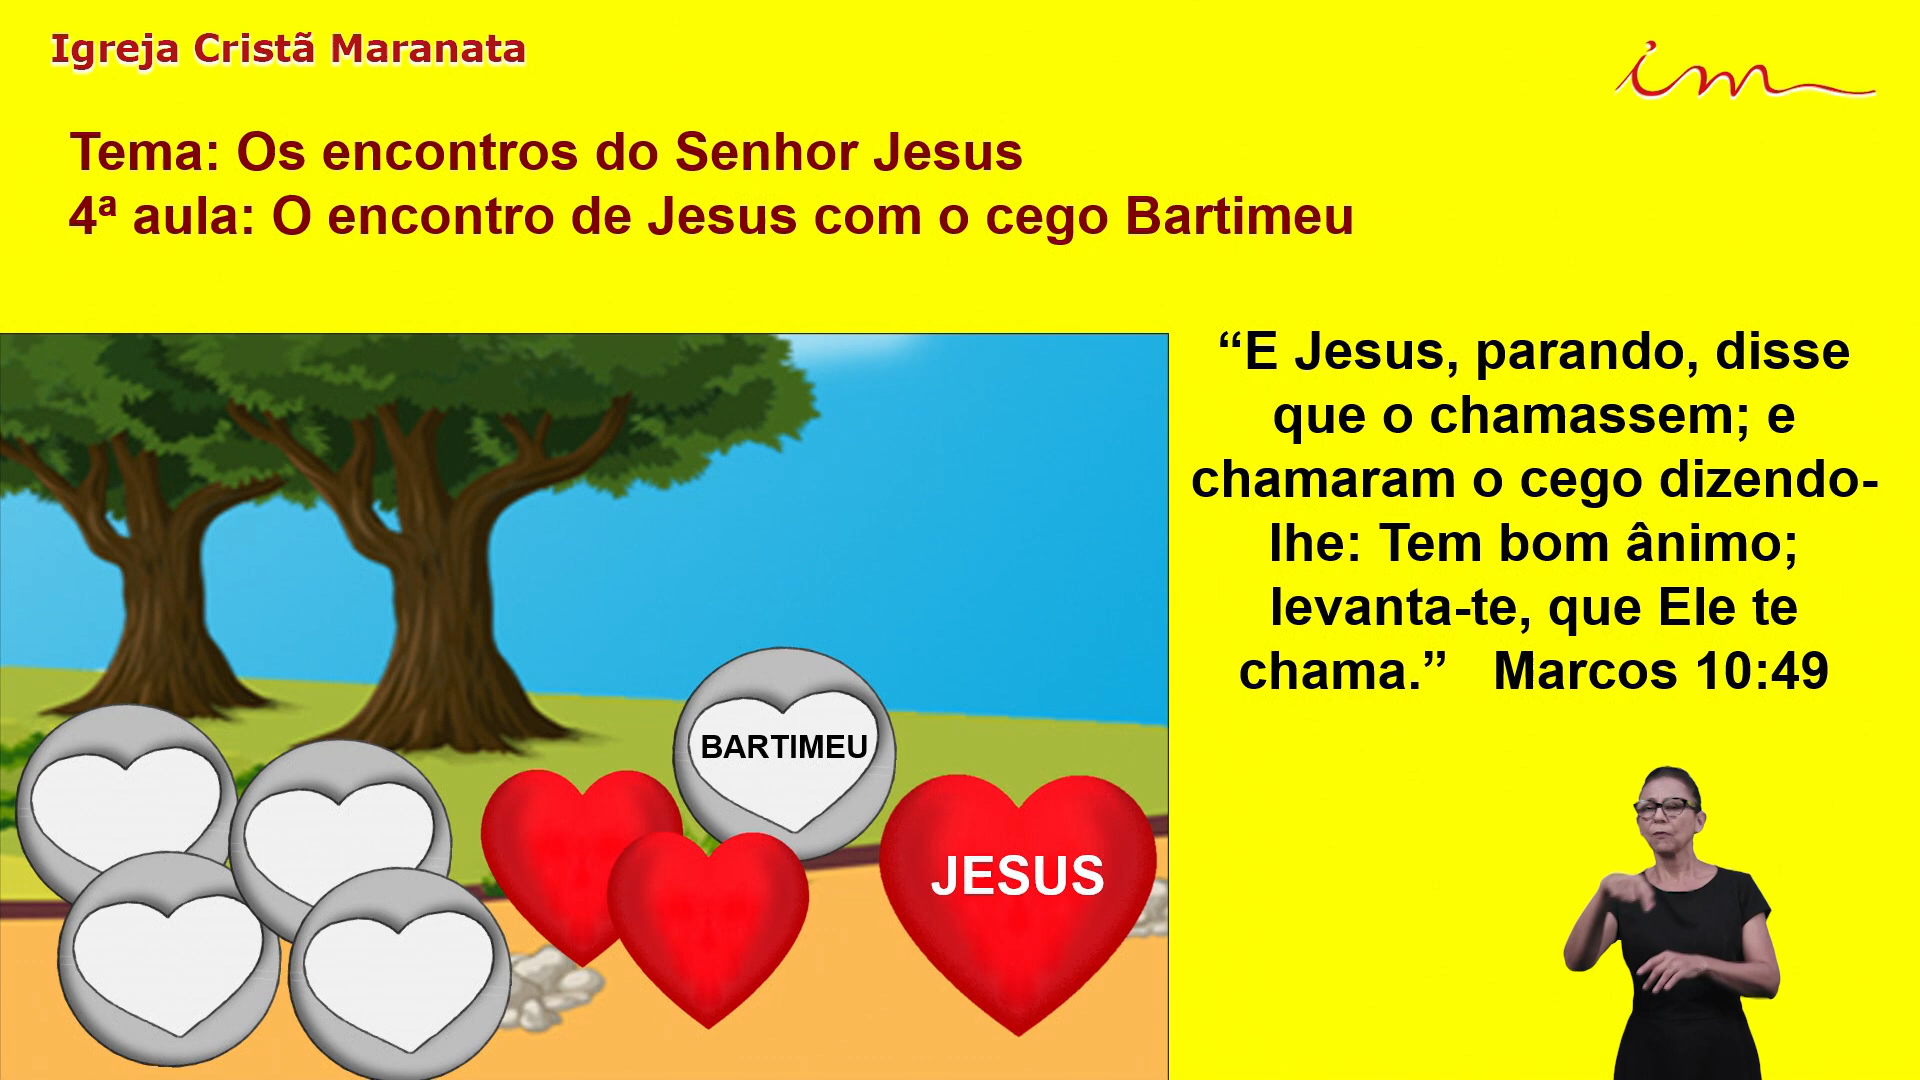 Igreja Cristã Maranata
im
Tema: Os encontros do Senhor Jesus
4ª aula: O encontro de Jesus com o cego Bartimeu
“E Jesus, parando, disse
que o chamassem; e
chamaram o cego dizendo-
lhe: Tem bom ânimo;
levanta-te, que Ele te
chama.” Marcos 10:49
BARTIMEU
JESUS